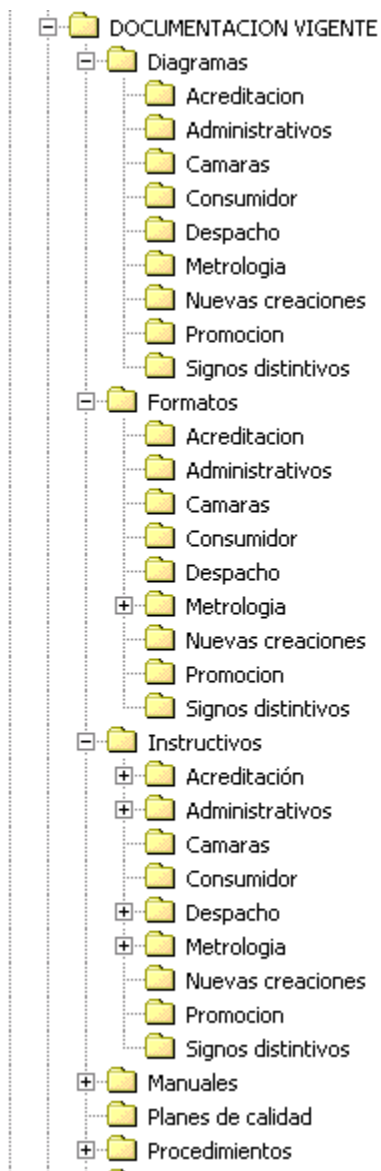 DOCUMENTACION VIGENTE
Diagramas
Acreditacion
Administrativos
Camaras
Consumidor
Despacho
Metrologia
Nuevas creaciones
Promocion
Signos distintivos
Formatos
Acreditacion
Administrativos
Camaras
Consumidor
Despacho
Metrologia
Nuevas creaciones
Promocion
Signos distintivos
Instructivos
Acreditación
Administrativos
Camaras
Consumidor
Despacho
Metrologia
Nuevas creaciones
Promocion
Signos distintivos
Manuales
Planes de calidad
Procedimientos